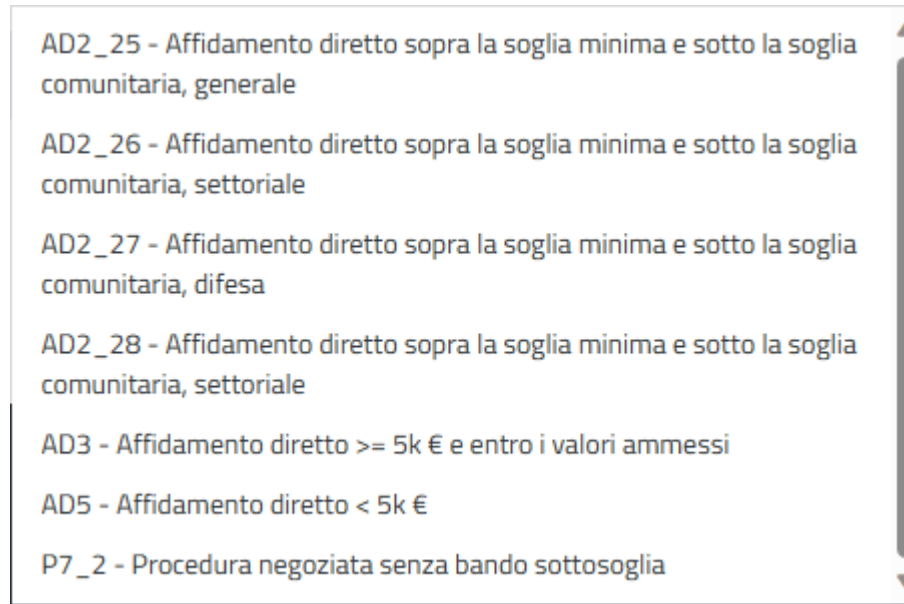 AD2_25 - Affidamento diretto sopra la soglia minima e sotto la soglia
comunitaria, generale
AD2_26 - Affidamento diretto sopra la soglia minima e sotto la soglia
comunitaria, settoriale
AD2_27 - Affidamento diretto sopra la soglia minima e sotto la soglia
comunitaria, difesa
AD2_28 - Affidamento diretto sopra la soglia minima e sotto la soglia
comunitaria, settoriale
AD3 - Affidamento diretto >= 5k € e entro i valori ammessi
AD5 - Affidamento diretto < 5k €
P7_2 - Procedura negoziata senza bando sottosoglia